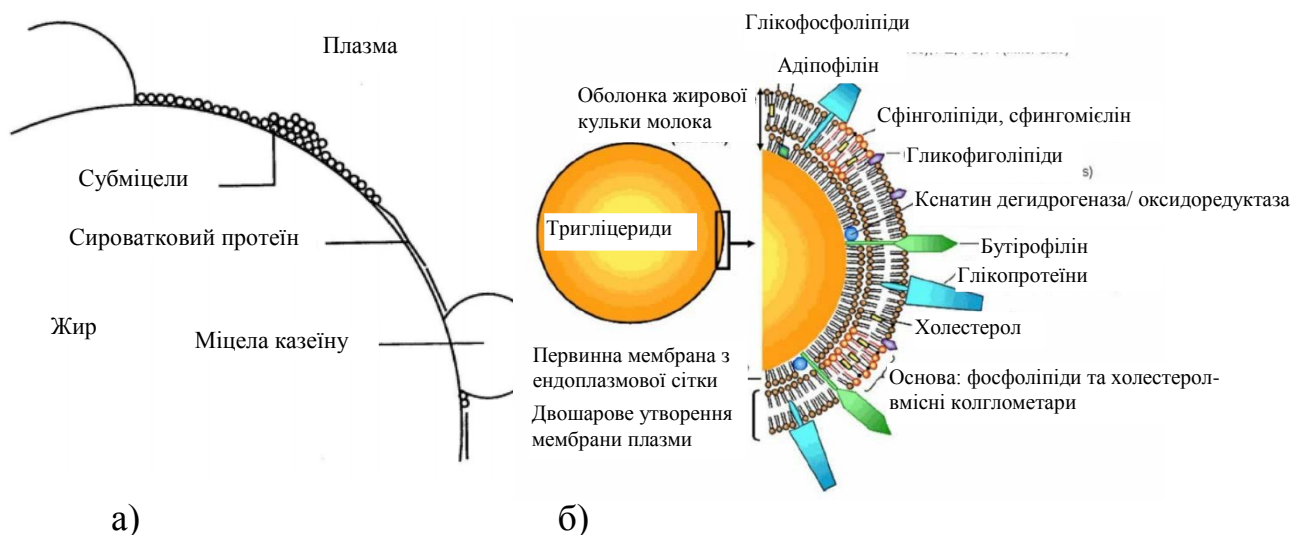 Плазма
Субміцели
Сироватковий протеїн
Жир
Міцела казеїну
а)
Глікофосфоліпіди
Адіпофілін
Оболонка жирової
кульки молока
Сфінголіпіди, сфингомієлін
Гликофиголіпіди
s)
Кснатин дегидрогеназа/ оксидоредуктаза
Тригліцериди
Бутірофілін
Глікопротеїни
Холестерол
Первинна мембрана з
ендоплазмової сітки
Основа: фосфоліпіди та холестерол-
вмісні колглометари
Двошарове утворення
мембрани плазми
б)